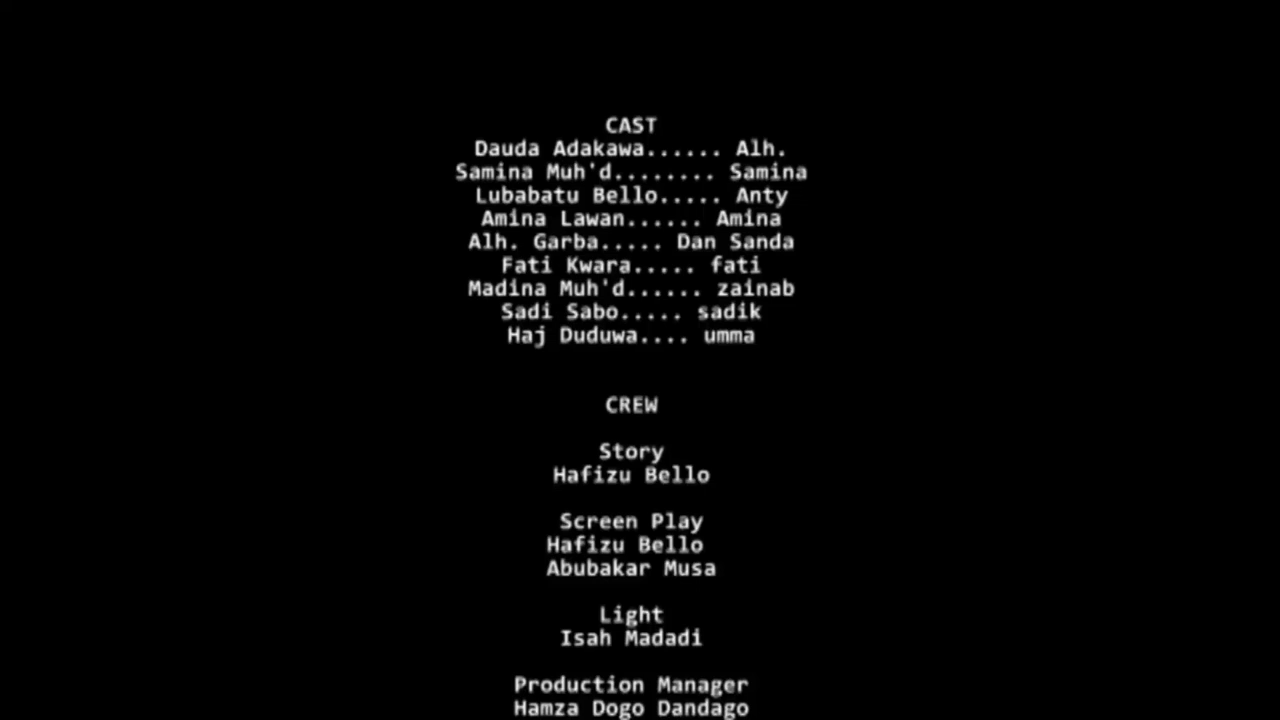 CAST
Dauda Adakawa...... Alh.
Samina Muh'd........ Samina
Lubabatu Bello..... Anty
Amina Lawan...... Amina
Alh. Garba..... Dan Sanda
Fati Kwara..... fati
Madina Muh'd...... zainab
Sadi Sabo..... sadik
Haj Duduwa.... umma
CREW
Story
Hafizu Bello
Screen Play
Hafizu Bello
Abubakar Musa
Light
Isah Madadi
Production Manager
Hamza Dogo Dandago